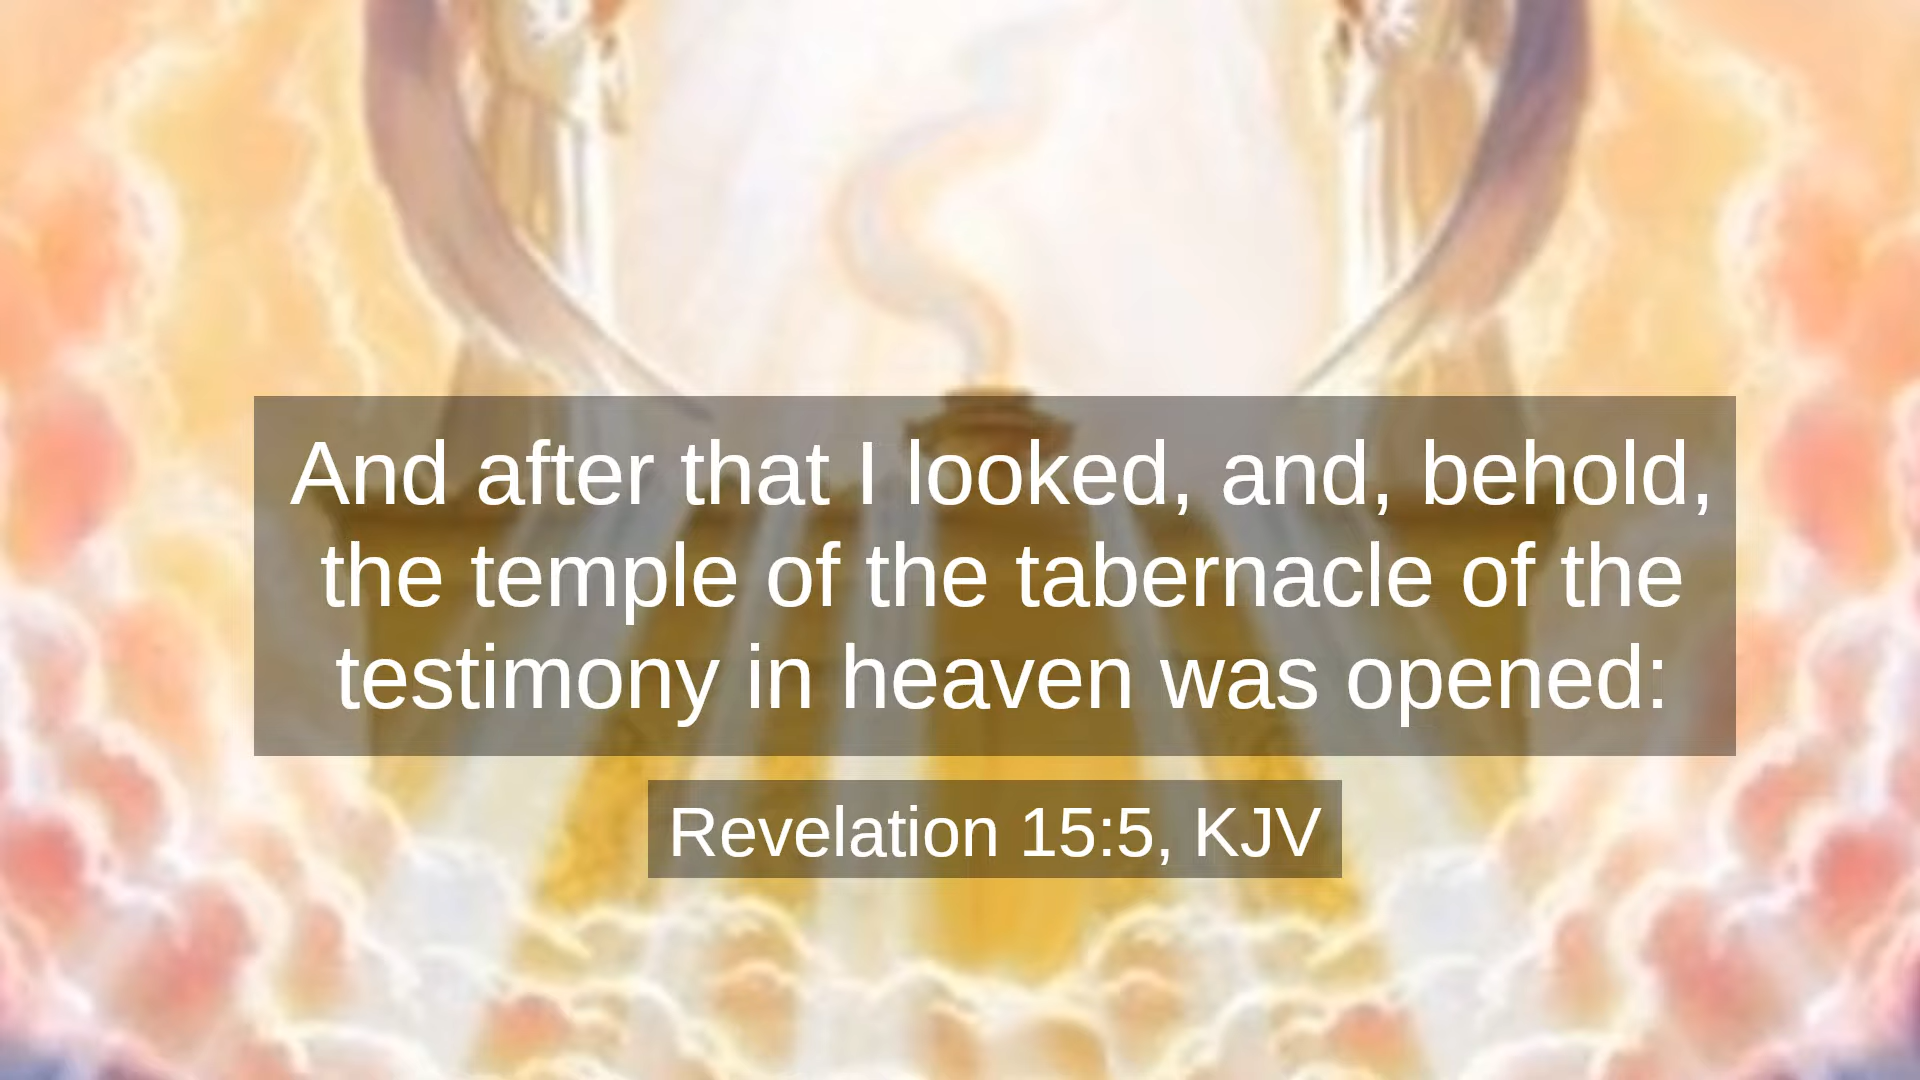 And after that I looked, and, behold,
the temple of the tabernacle of the
testimony in heaven was opened:
Revelation 15:5, KJV